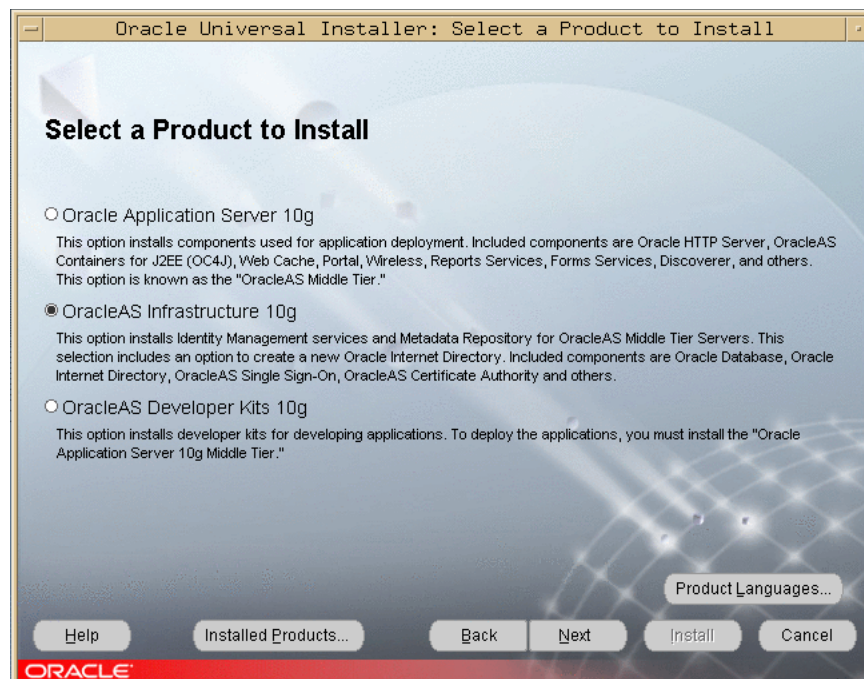 Oracle Universal Installer: Select a Product to Install
Select a Product to Install
Oracle Application Server 10g
This option installs components used for application deployment. Included components are Oracle HTTP Server, OracleAS
Containers for J2EE (OC4J), Web Cache, Portal, Wireless, Reports Services, Forms Services, Discoverer, and others.
This option is known as the "OracleAS Middle Tier."
OracleAS Infrastructure 10g
This option installs Identity Management services and Metadata Repository for OracleAS Middle Tier Servers. This
selection includes an option to create a new Oracle Internet Directory. Included components are Oracle Database, Oracle
Internet Directory, OracleAS Single Sign-On, OracleAS Certificate Authority and others.
OracleAS Developer Kits 10g
This option installs developer kits for developing applications. To deploy the applications, you must install the "Oracle
Application Server 10g Middle Tier."
Product Languages...
Help
Installed Products...
Back
Next
Install
Cancel
ORACLE